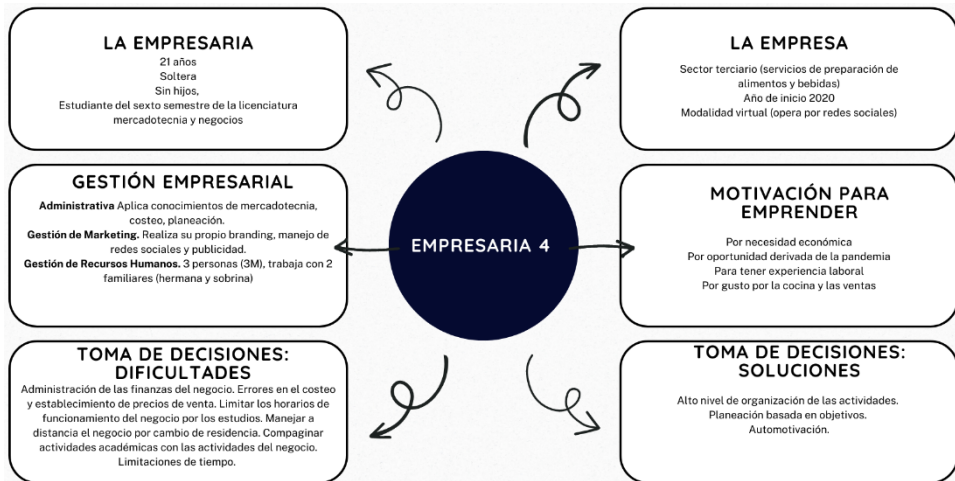 LA EMPRESARIA
21 años
Soltera
Sin hijos,
Estudiante del sexto semestre de la licenciatura
mercadotecnia y negocios
LA EMPRESA
Sector terciario (servicios de preparación de
alimentos y bebidas)
Año de inicio 2020
Modalidad virtual (opera por redes sociales)
GESTIÓN EMPRESARIAL
Administrativa Aplica conocimientos de mercadotecnia,
costeo, planeación.
Gestión de Marketing. Realiza su propio branding, manejo de
redes sociales y publicidad.
Gestión de Recursos Humanos. 3 personas (3M), trabaja con 2
familiares (hermana y sobrina)
EMPRESARIA 4
MOTIVACIÓN PARA
EMPRENDER
Por necesidad económica
Por oportunidad derivada de la pandemia
Para tener experiencia laboral
Por gusto por la cocina y las ventas
TOMA DE DECISIONES:
DIFICULTADES
Administración de las finanzas del negocio. Errores en el costeo
y establecimiento de precios de venta. Limitar los horarios de
funcionamiento del negocio por los estudios. Manejar a
distancia el negocio por cambio de residencia. Compaginar
actividades académicas con las actividades del negocio.
Limitaciones de tiempo.
TOMA DE DECISIONES:
SOLUCIONES
Alto nivel de organización de las actividades.
Planeación basada en objetivos.
Automotivación.